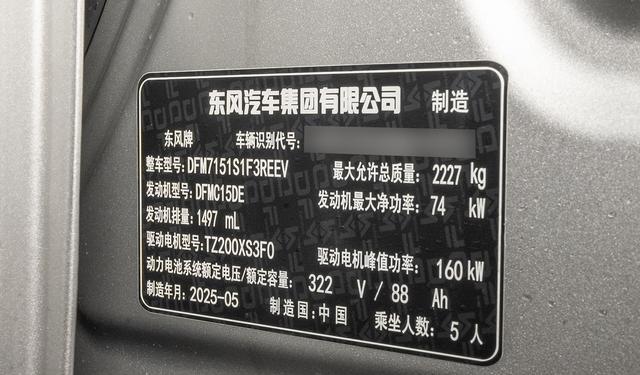 东风汽车集团有限公司 制造
东风牌 车辆识别代号:
整车型号:DFM7151S1F3REEV 最大允许总质量: 2227 kg
发动机型号:DFMC15DE 发动机最大净功率: 74 kW
发动机排量:1497 mL
驱动电机型号:TZ200XS3F0 驱动电机峰值功率: 160 kW
动力电池系统额定电压/额定容量: 322 V / 88 Ah
制造年月:2025-05 制造国:中国 乘坐人数: 5 人